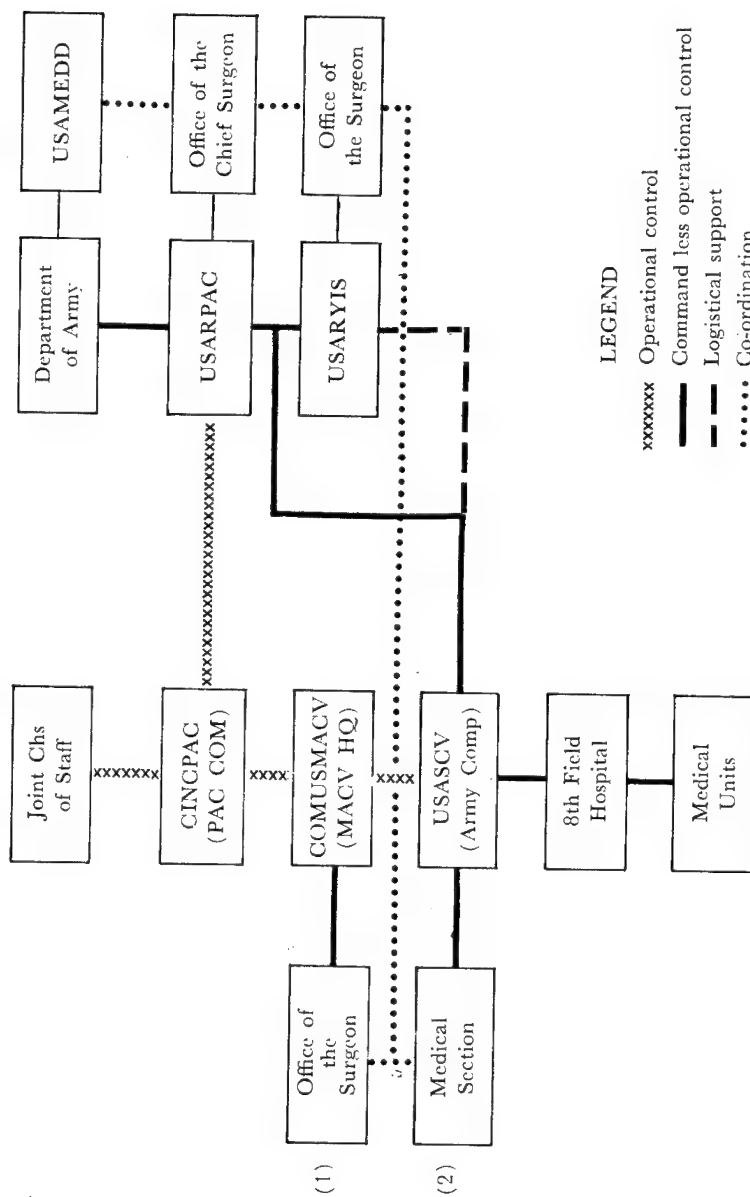 Joint Chs
of Staff
Department
of Army
USAMEDD
CINCPAC
(PAC COM)
USARPAC
Office of the
Chief Surgeon
(1)
Office of
the
Surgeon
COMUSMACV
(MACV HQ)
USARYIS
Office of
the Surgeon
(2)
Medical
Section
USASCV
(Army Comp)
8th Field
Hospital
Medical
Units
LEGEND
xxxxxxx Operational control
Command less operational control
Logistical support
Co-ordination